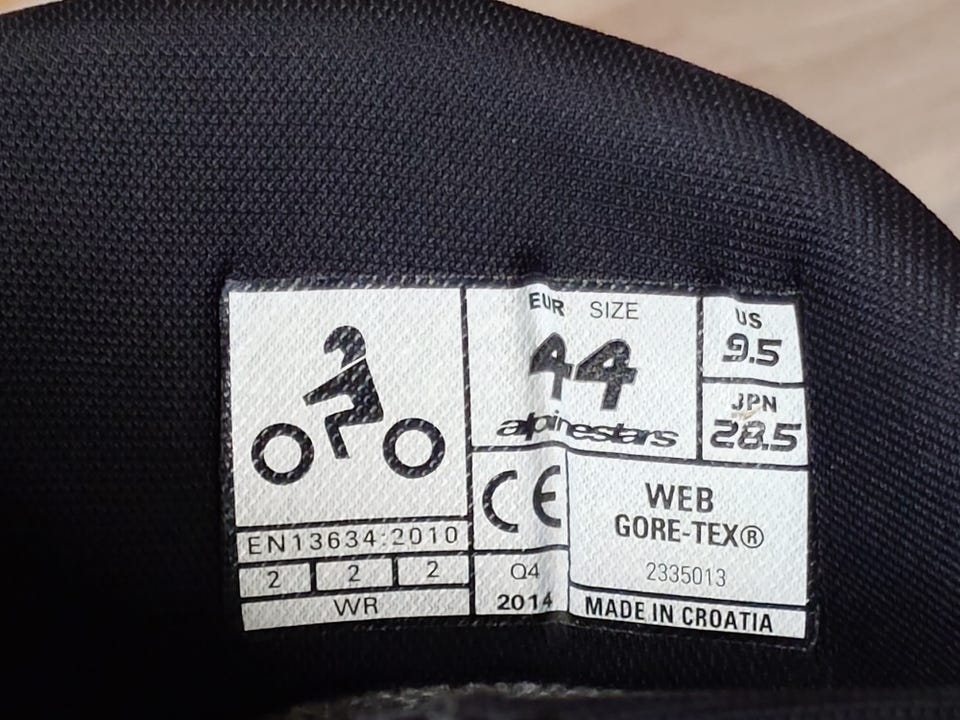 EUR SIZE
44
alpinestars
US
9.5
JPN
28.5
CE
WEB
GORE-TEX®
2335013
MADE IN CROATIA
EN13634:2010
2 2 2
WR
Q4
2014